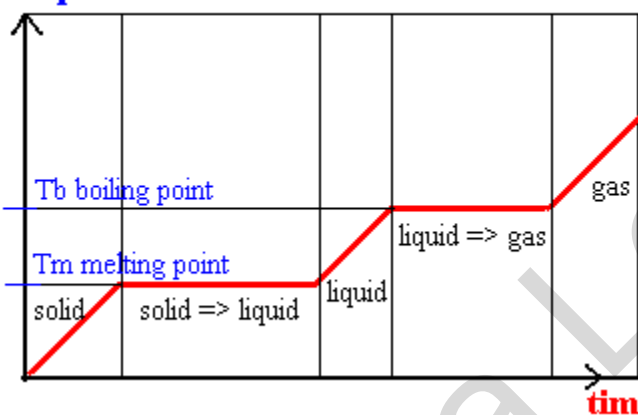 Tb boiling point
gas
liquid => gas
Tm melting point
solid
solid => liquid
liquid
tim